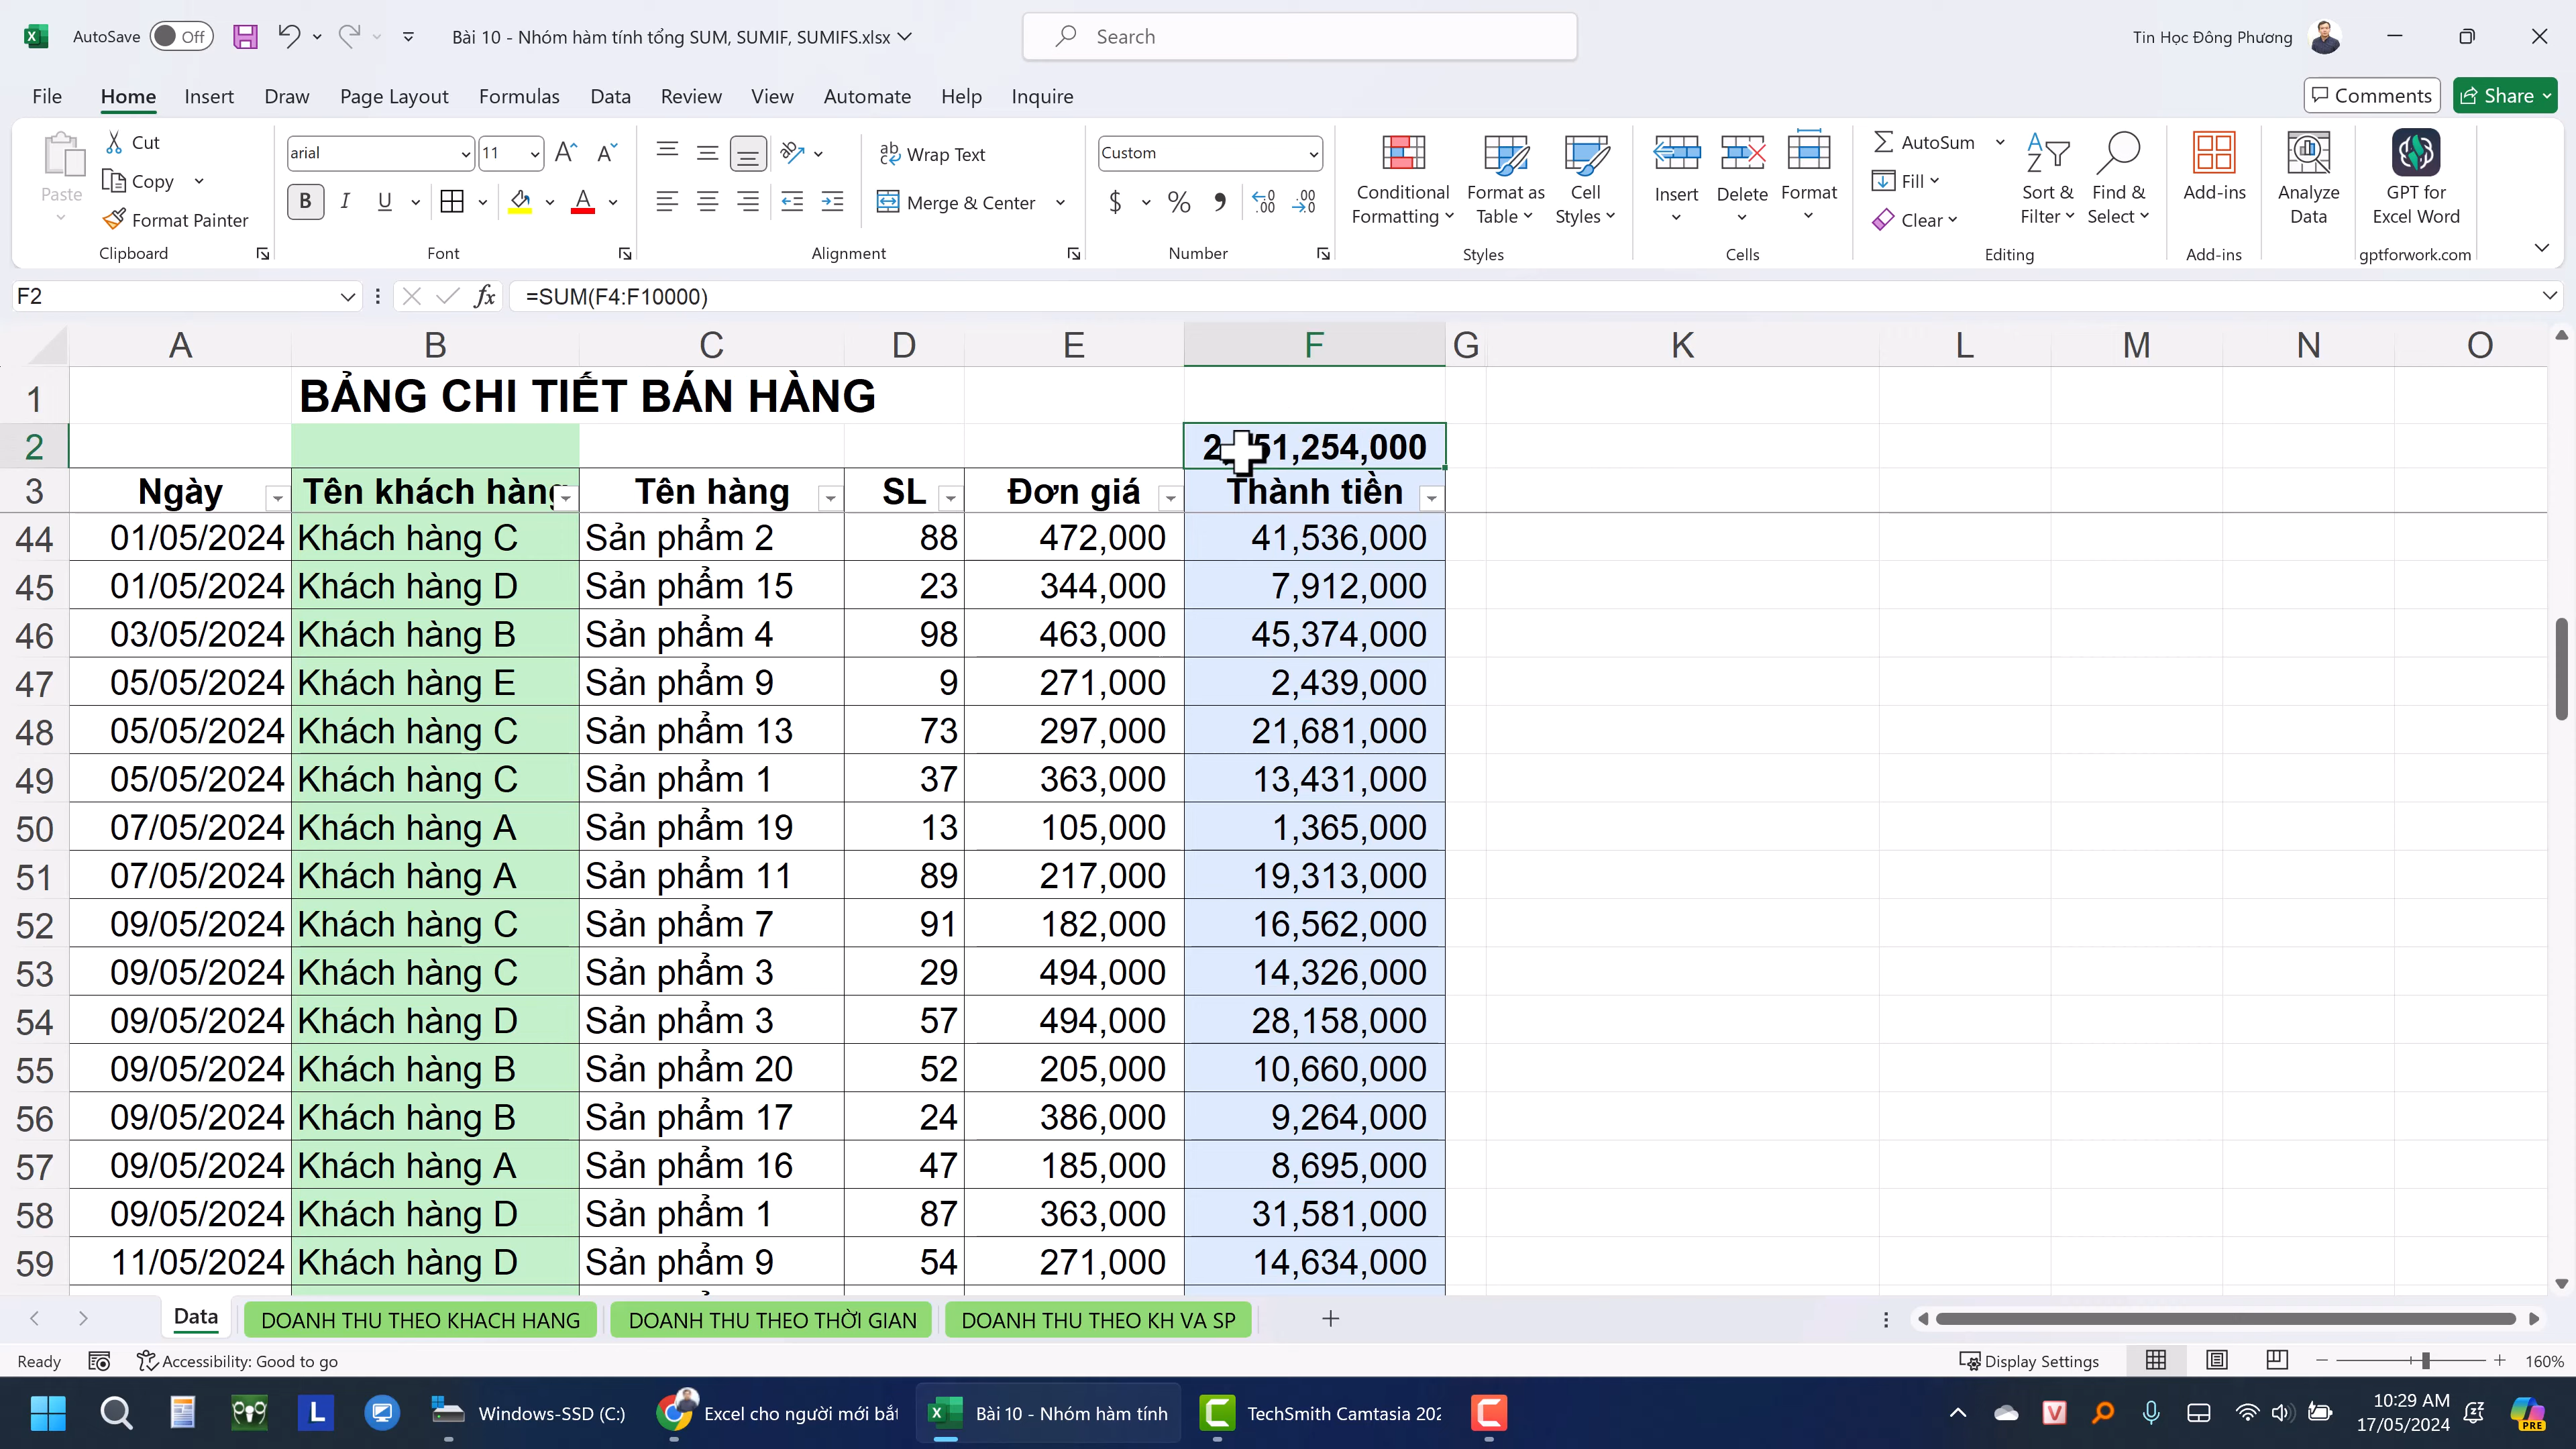 AutoSave Off Bài 10 - Nhóm hàm tính tổng SUM, SUMIF, SUMIFS.xlsx Search Tin Học Đông Phương
File Home Insert Draw Page Layout Formulas Data Review View Automate Help Inquire Comments Share
Paste Cut Copy Format Painter Clipboard
arial 11 B I U A Font
Wrap Text Merge & Center Alignment
Custom $ % Number
Conditional Formatting Format as Table Cell Styles Styles
Insert Delete Format Cells
AutoSum Fill Clear Sort & Filter Find & Select Editing
Add-ins Add-ins
Analyze Data
GPT for Excel Word gptforwork.com
F2 fx =SUM(F4:F10000)
A B C D E F G K L M N O
1 BẢNG CHI TIẾT BÁN HÀNG
2 51,254,000
3 Ngày Tên khách hàng SL Tên hàng Đơn giá Thành tiền
44 01/05/2024 Khách hàng C Sản phẩm 2 88 472,000 41,536,000
45 01/05/2024 Khách hàng D Sản phẩm 15 23 344,000 7,912,000
46 03/05/2024 Khách hàng B Sản phẩm 4 98 463,000 45,374,000
47 05/05/2024 Khách hàng E Sản phẩm 9 9 271,000 2,439,000
48 05/05/2024 Khách hàng C Sản phẩm 13 73 297,000 21,681,000
49 05/05/2024 Khách hàng C Sản phẩm 1 37 363,000 13,431,000
50 07/05/2024 Khách hàng A Sản phẩm 19 13 105,000 1,365,000
51 07/05/2024 Khách hàng A Sản phẩm 11 89 217,000 19,313,000
52 09/05/2024 Khách hàng C Sản phẩm 7 91 182,000 16,562,000
53 09/05/2024 Khách hàng C Sản phẩm 3 29 494,000 14,326,000
54 09/05/2024 Khách hàng D Sản phẩm 3 57 494,000 28,158,000
55 09/05/2024 Khách hàng B Sản phẩm 20 52 205,000 10,660,000
56 09/05/2024 Khách hàng B Sản phẩm 17 24 386,000 9,264,000
57 09/05/2024 Khách hàng A Sản phẩm 16 47 185,000 8,695,000
58 09/05/2024 Khách hàng D Sản phẩm 1 87 363,000 31,581,000
59 11/05/2024 Khách hàng D Sản phẩm 9 54 271,000 14,634,000
Data DOANH THU THEO KHACH HANG DOANH THU THEO THỜI GIAN DOANH THU THEO KH VA SP
Ready Accessibility: Good to go Display Settings 160%
Windows-SSD (C:) Excel cho người mới bắt Bài 10 - Nhóm hàm tính TechSmith Camtasia 202 10:29 AM
17/05/2024